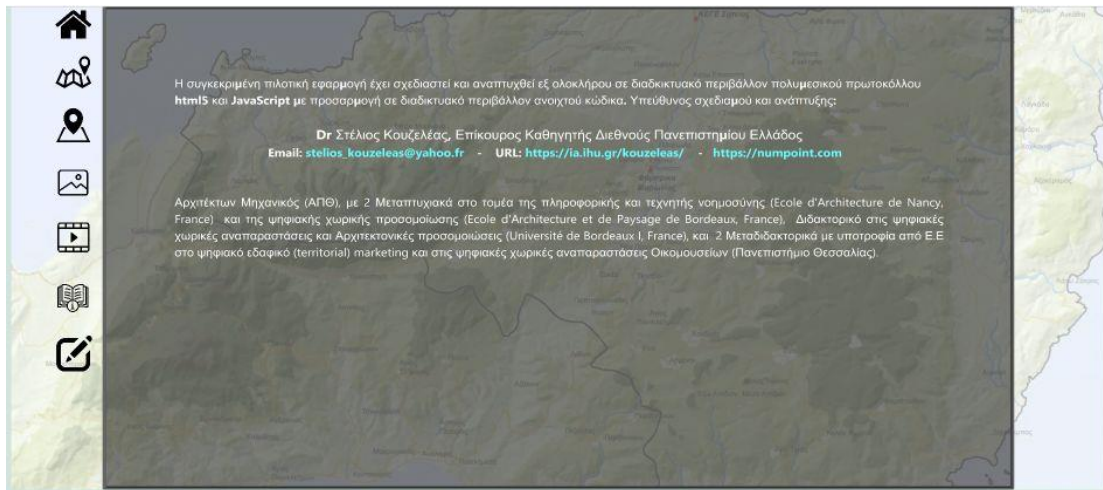 Η συγκεκριμένη πιλοτική εφαρμογή έχει σχεδιαστεί και αναπτυχθεί εξ ολοκλήρου σε διαδικτυακό περιβάλλον πολυμεσικού πρωτοκόλλου
html5 και JavaScript με προσαρμογή σε διαδικτυακό περιβάλλον ανοιχτού κώδικα. Υπεύθυνος σχεδιασμού και ανάπτυξης:
Dr Στέλιος Κουζελέας, Επίκουρος Καθηγητής Διεθνούς Πανεπιστημίου Ελλάδος
Email: stelios_kouzeleas@yahoo.fr - URL: https://ia.ihu.gr/kouzeleas/ - https://numpoint.com
Αρχιτέκτων Μηχανικός (ΑΠΘ), με 2 Μεταπτυχιακά στο τομέα της πληροφορικής και τεχνητής νοημοσύνης (Ecole d'Architecture de Nancy,
France) και της ψηφιακής χωρικής προσομοίωσης (Ecole d'Architecture et de Paysage de Bordeaux, France), Διδακτορικό στις ψηφιακές
χωρικές αναπαραστάσεις και Αρχιτεκτονικές προσομοιώσεις (Université de Bordeaux I, France), και 2 Μεταδιδακτορικά με υποτροφία από Ε.Ε
στο ψηφιακό εδαφικό (territorial) marketing και στις ψηφιακές χωρικές αναπαραστάσεις Οικομουσείων (Πανεπιστήμιο Θεσσαλίας).